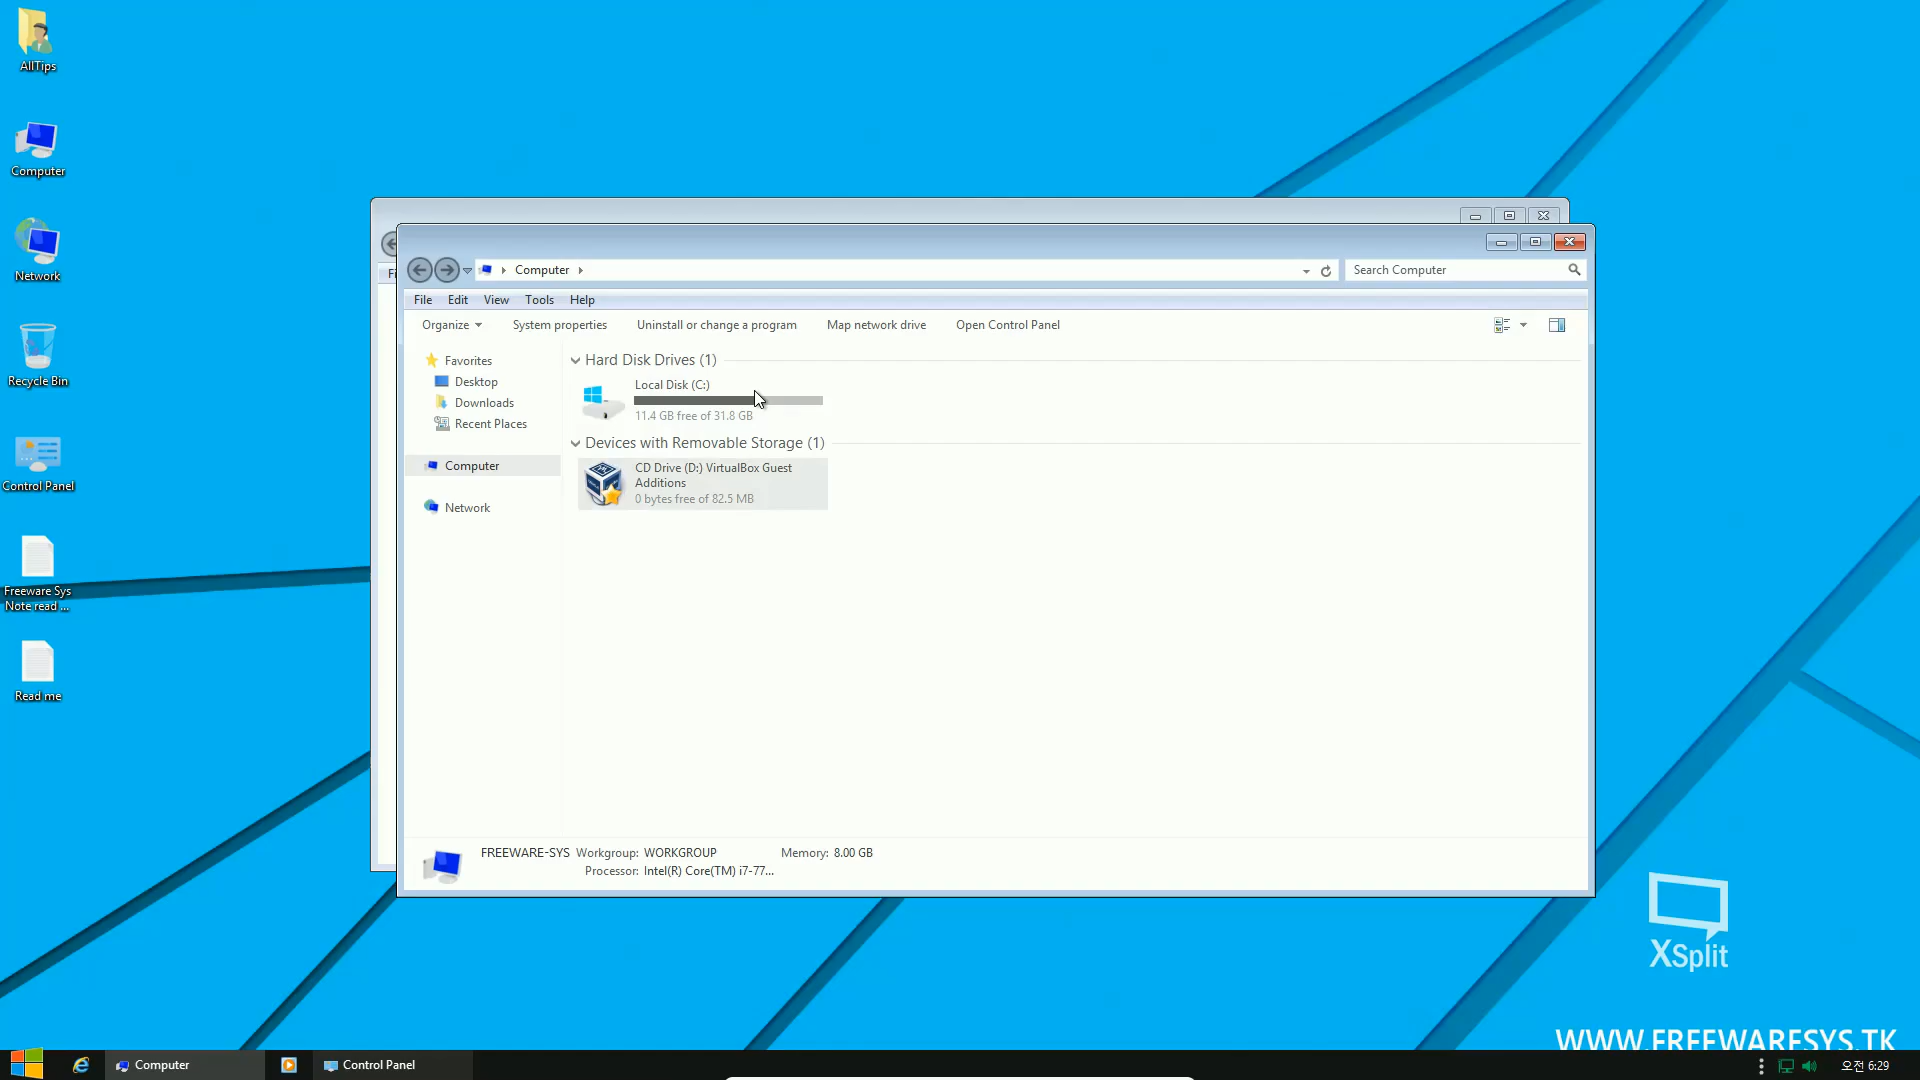 AllTips
Computer
Network
Recycle Bin
Control Panel
Freeware Sys
Note read ...
Read me
Computer
Search Computer
File Edit View Tools Help
Organize System properties Uninstall or change a program Map network drive Open Control Panel
Favorites
Desktop
Downloads
Recent Places
Computer
Network
Hard Disk Drives (1)
Local Disk (C:)
11.4 GB free of 31.8 GB
Devices with Removable Storage (1)
CD Drive (D:) VirtualBox Guest
Additions
0 bytes free of 82.5 MB
FREEWARE-SYS Workgroup: WORKGROUP Memory: 8.00 GB
Processor: Intel(R) Core(TM) i7-77...
XSplit
WWW.FREEWARESYS.TK
Computer
Control Panel
오전 6:29